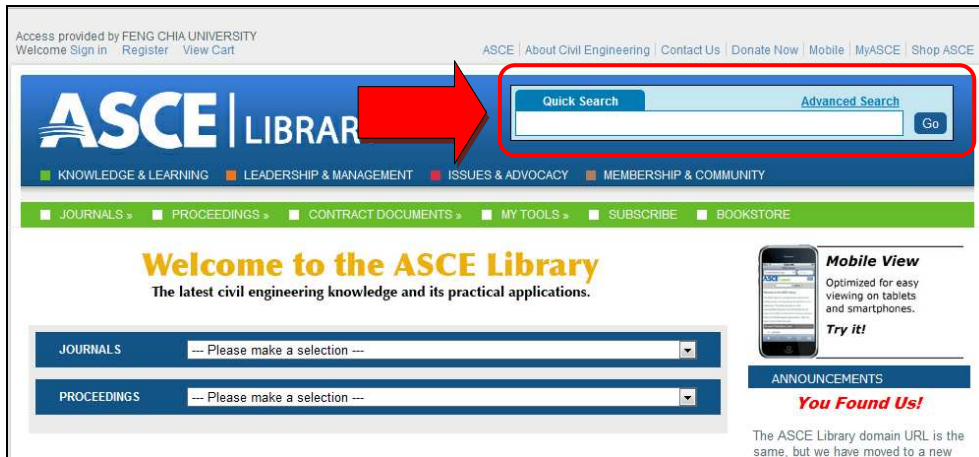 Access provided by FENG CHIA UNIVERSITY
Welcome Sign in Register View Cart
ASCE | About Civil Engineering | Contact Us | Donate Now | Mobile | MyASCE | Shop ASCE
ASCE | LIBRAR
Quick Search Advanced Search
Go
KNOWLEDGE & LEARNING LEADERSHIP & MANAGEMENT ISSUES & ADVOCACY MEMBERSHIP & COMMUNITY
JOURNALS » PROCEEDINGS » CONTRACT DOCUMENTS » MY TOOLS » SUBSCRIBE BOOKSTORE
Welcome to the ASCE Library
The latest civil engineering knowledge and its practical applications.
JOURNALS --- Please make a selection ---
PROCEEDINGS --- Please make a selection ---
Mobile View
Optimized for easy
viewing on tablets
and smartphones.
Try it!
ANNOUNCEMENTS
You Found Us!
The ASCE Library domain URL is the
same, but we have moved to a new